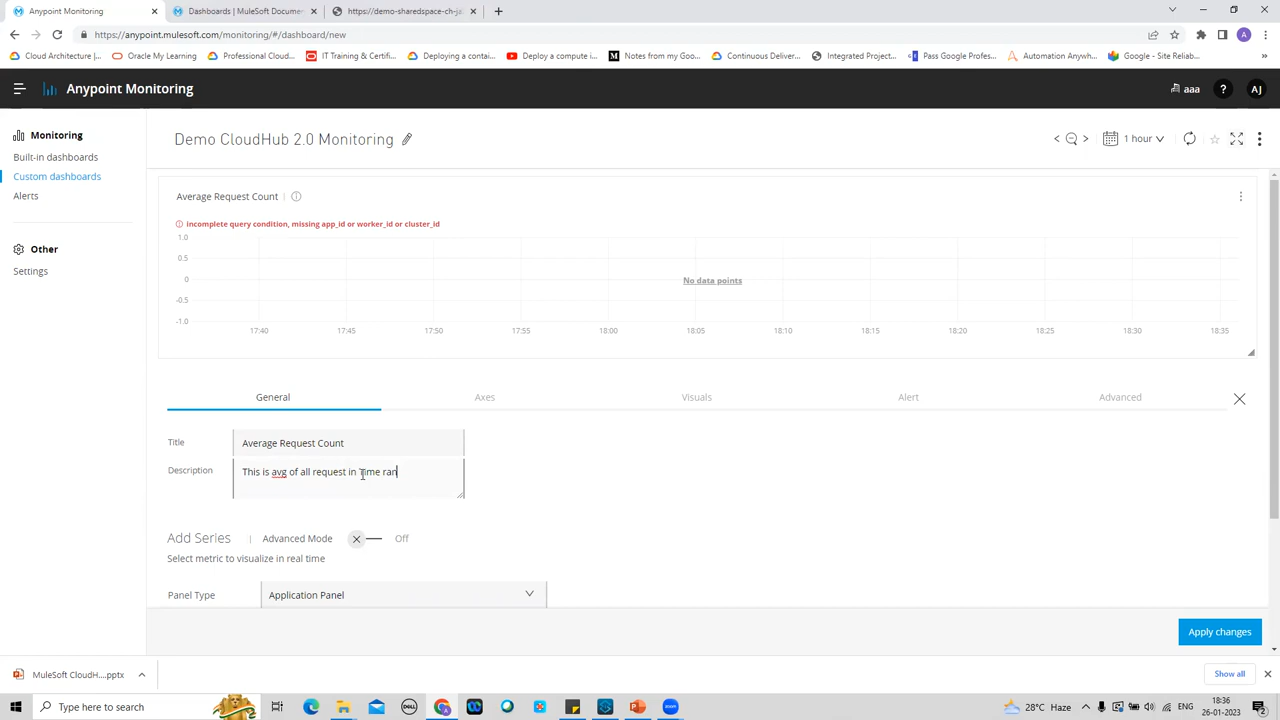 Anypoint Monitoring
Dashboards | MuleSoft Documen
https://demo-sharedspace-ch-ja
https://anypoint.mulesoft.com/monitoring/#/dashboard/new
A
Cloud Architecture |...
Oracle My Learning
Professional Cloud...
IT Training & Certifi...
Deploying a contai...
Deploy a compute i...
Notes from my Goo...
Continuous Deliver...
Integrated Project...
Pass Google Profes...
Automation Anywh...
Google - Site Reliab...
Anypoint Monitoring
aaa
?
AJ
Monitoring
Built-in dashboards
Custom dashboards
Alerts
Other
Settings
Demo CloudHub 2.0 Monitoring
1 hour
Average Request Count
incomplete query condition, missing app_id or worker_id or cluster_id
1.0
0.5
0
-0.5
-1.0
No data points
17:40 17:45 17:50 17:55 18:00 18:05 18:10 18:15 18:20 18:25 18:30 18:35
General
Axes
Visuals
Alert
Advanced
Title
Average Request Count
Description
This is avg of all request in Time ran
Add Series
Advanced Mode
Off
Select metric to visualize in real time
Panel Type
Application Panel
Apply changes
MuleSoft CloudH....pptx
Show all
Type here to search
28°C Haze
ENG
18:36
26-01-2023